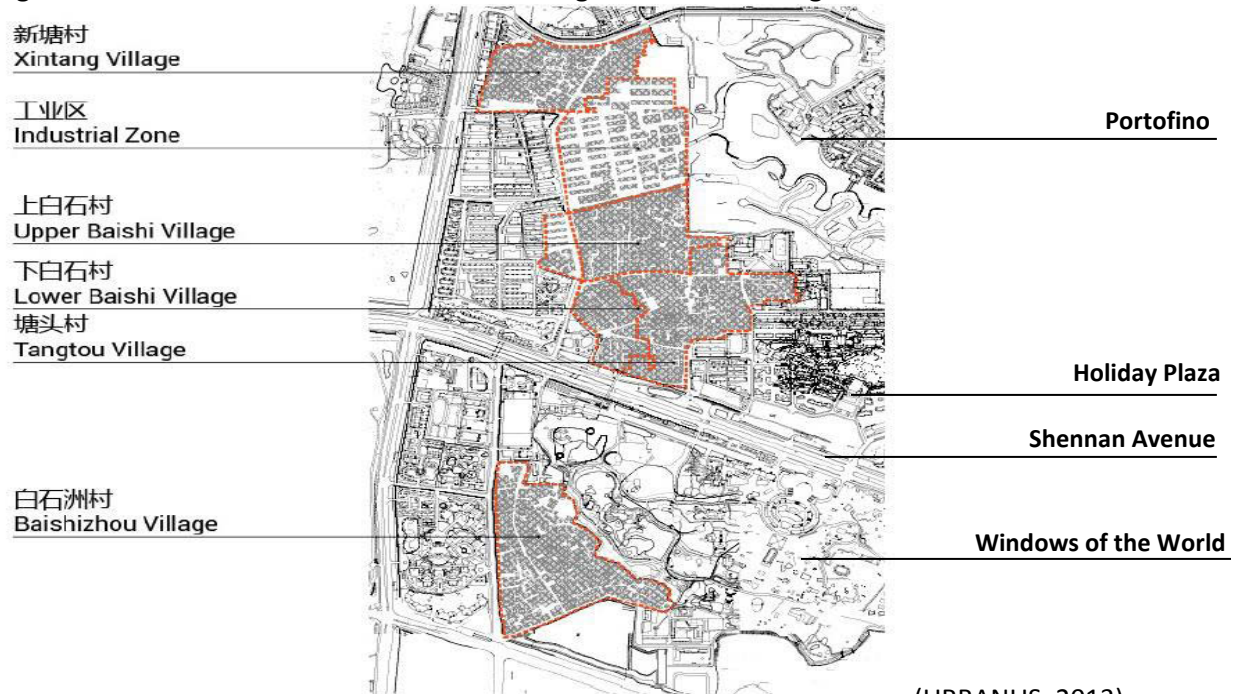 新塘村
Xintang Village
工业区
Industrial Zone
Portofino
上白石村
Upper Baishi Village
下白石村
Lower Baishi Village
塘头村
Tangtou Village
Holiday Plaza
Shennan Avenue
白石洲村
Baishizhou Village
Windows of the World
(URBANUS, 2012)